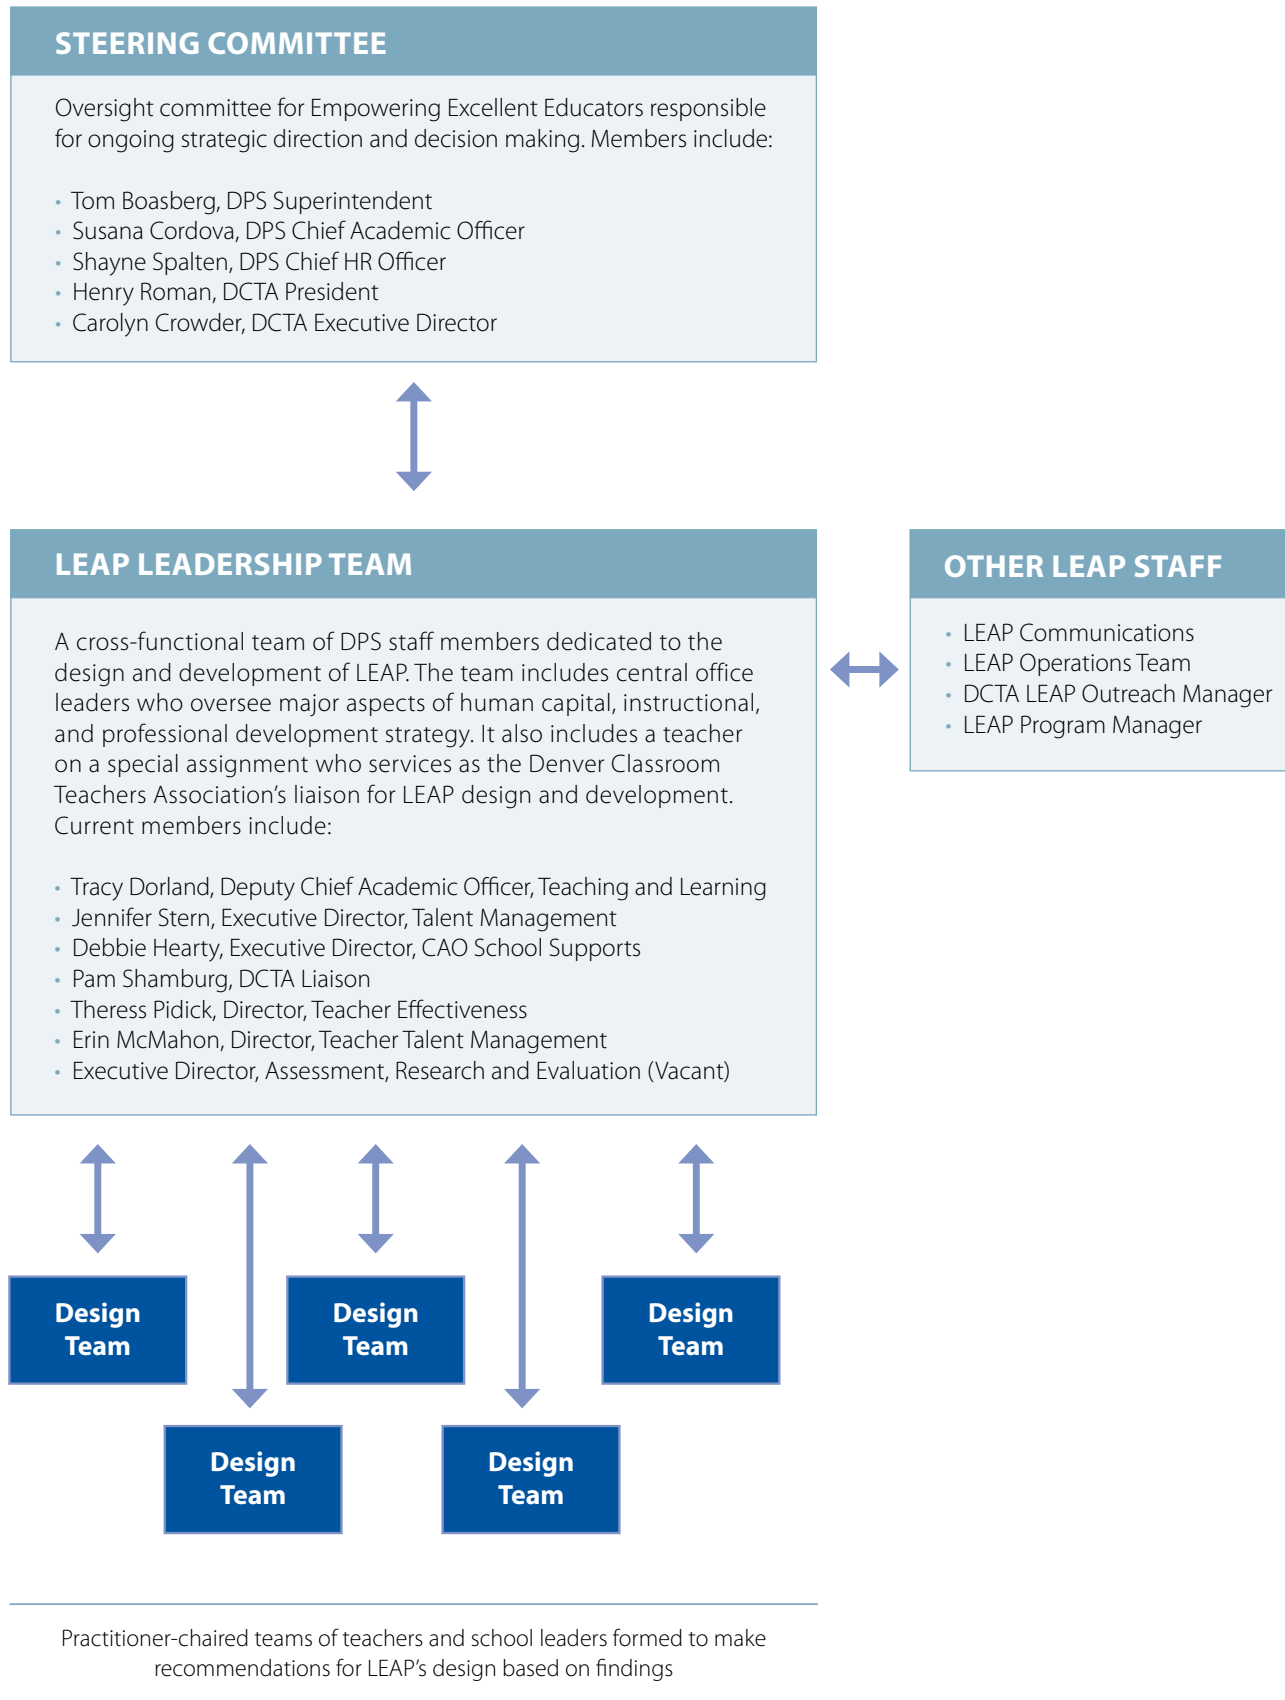 STEERING COMMITTEE
Oversight committee for Empowering Excellent Educators responsible
for ongoing strategic direction and decision making. Members include:
• Tom Boasberg, DPS Superintendent
• Susana Cordova, DPS Chief Academic Officer
• Shayne Spalten, DPS Chief HR Officer
• Henry Roman, DCTA President
• Carolyn Crowder, DCTA Executive Director
LEAP LEADERSHIP TEAM
A cross-functional team of DPS staff members dedicated to the
design and development of LEAP. The team includes central office
leaders who oversee major aspects of human capital, instructional,
and professional development strategy. It also includes a teacher
on a special assignment who services as the Denver Classroom
Teachers Association's liaison for LEAP design and development.
Current members include:
• Tracy Dorland, Deputy Chief Academic Officer, Teaching and Learning
• Jennifer Stern, Executive Director, Talent Management
• Debbie Hearty, Executive Director, CAO School Supports
• Pam Shamburg, DCTA Liaison
• Theress Pidick, Director, Teacher Effectiveness
• Erin McMahon, Director, Teacher Talent Management
• Executive Director, Assessment, Research and Evaluation (Vacant)
OTHER LEAP STAFF
• LEAP Communications
• LEAP Operations Team
• DCTA LEAP Outreach Manager
• LEAP Program Manager
Design
Team
Design
Team
Design
Team
Design
Team
Design
Team
Practitioner-chaired teams of teachers and school leaders formed to make
recommendations for LEAP's design based on findings